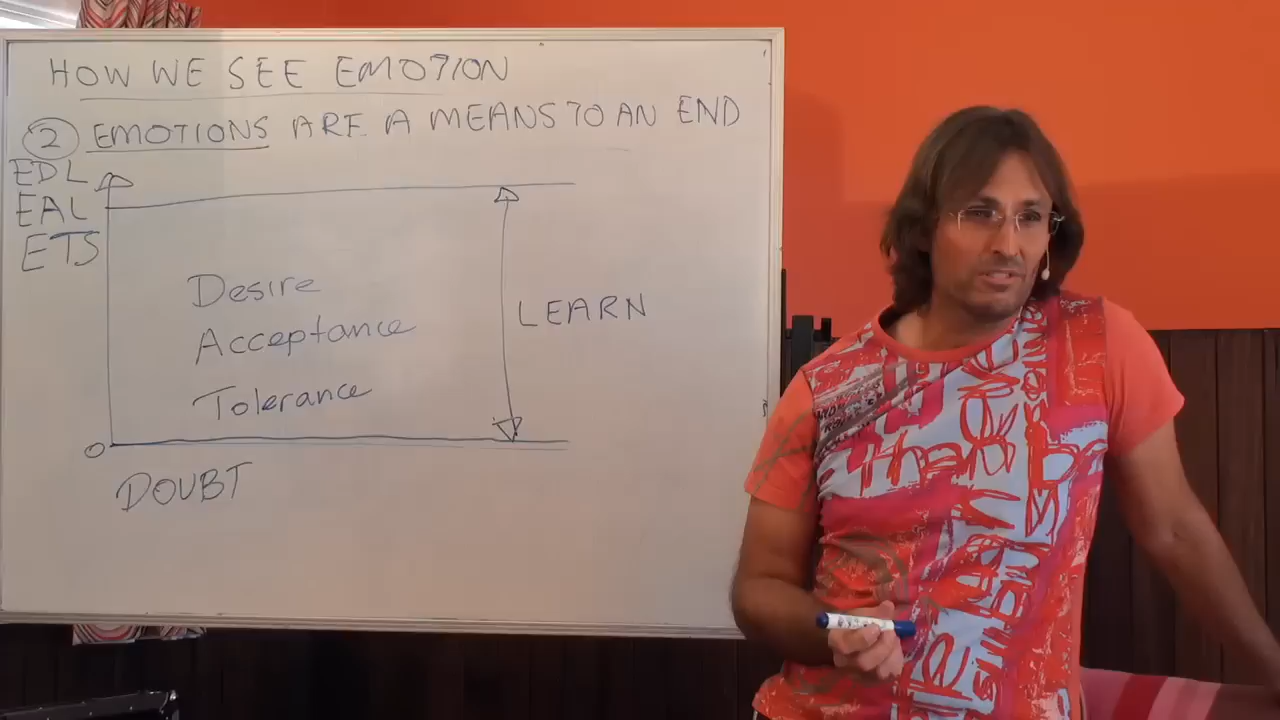 HOW WE SEE EMOTION
2 EMOTIONS ARE A MEANS TO AN END
EDL
EAL
ETS
Desire
Acceptance
Tolerance
LEARN
0
DOUBT